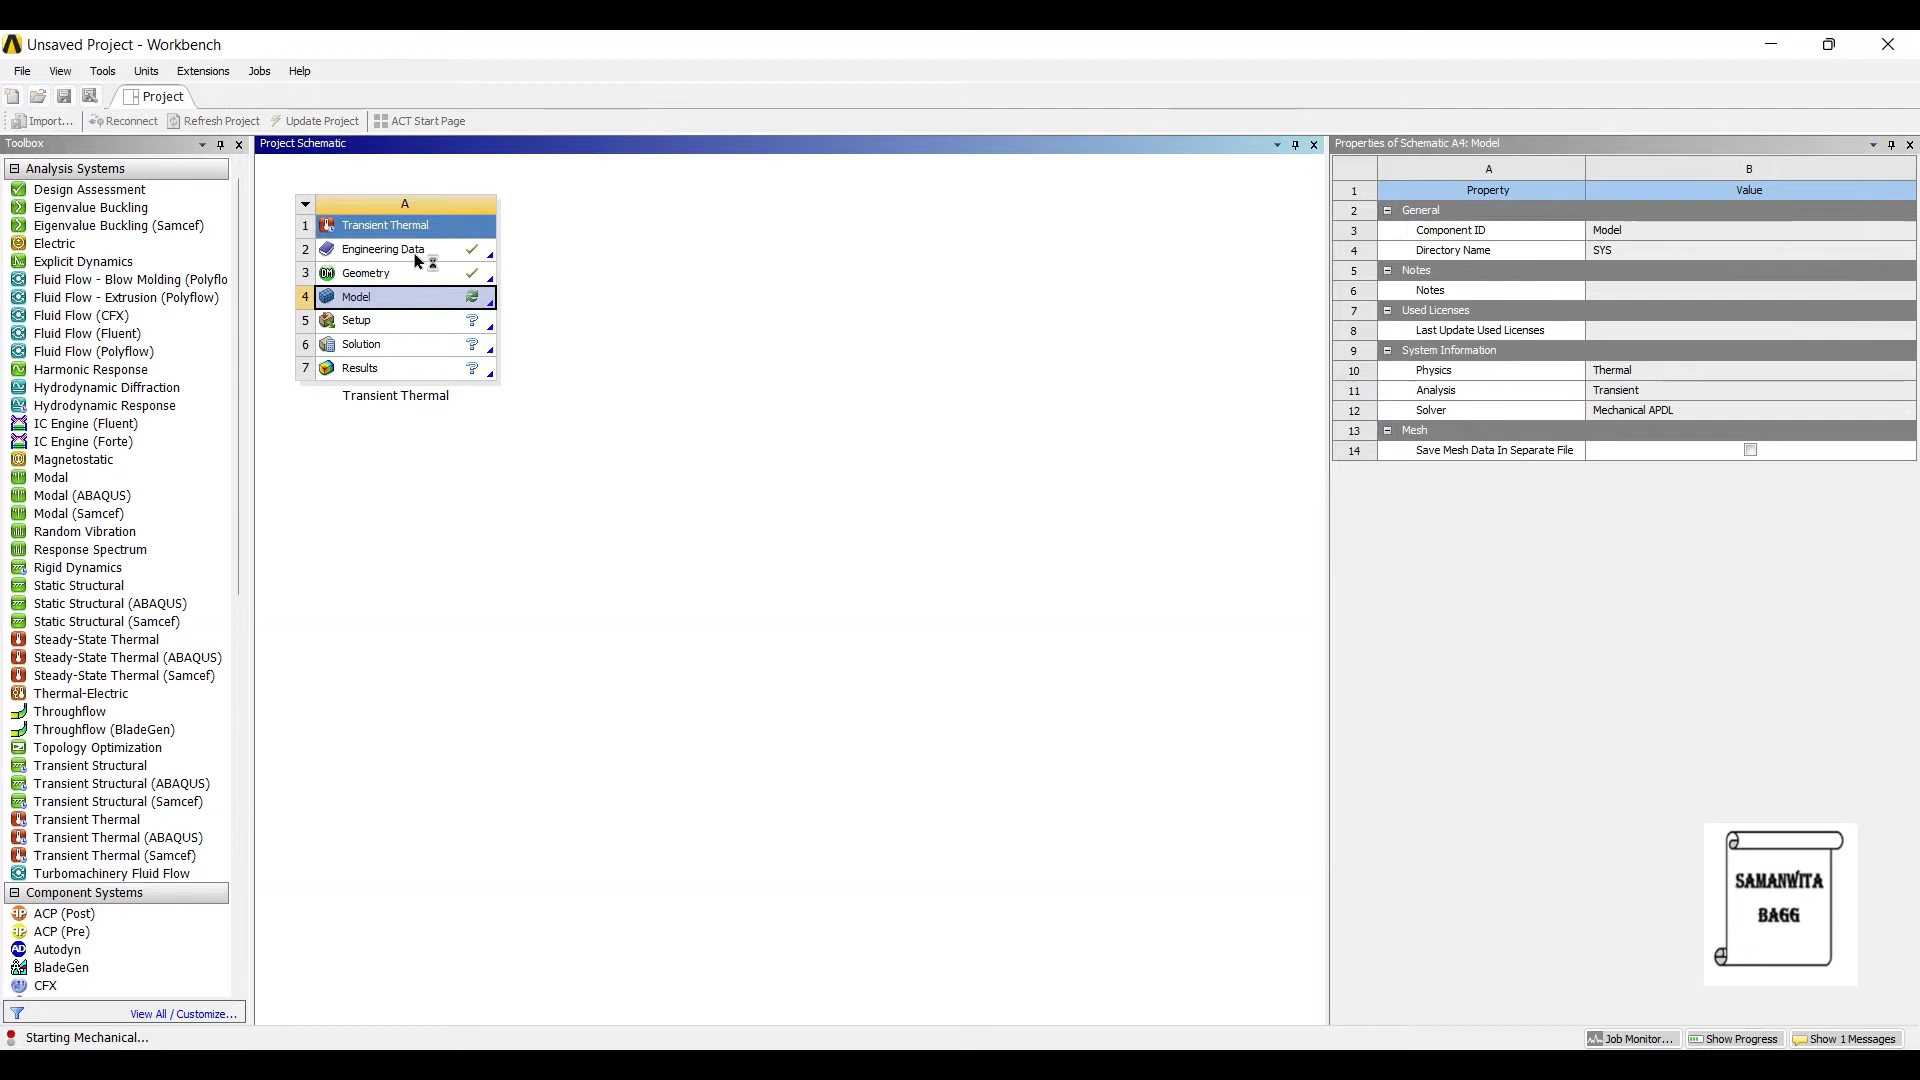 Unsaved Project - Workbench
File View Tools Units Extensions Jobs Help
Project
Import... Reconnect Refresh Project Update Project ACT Start Page
Toolbox
Analysis Systems
Design Assessment
Eigenvalue Buckling
Eigenvalue Buckling (Samcef)
Electric
Explicit Dynamics
Fluid Flow - Blow Molding (Polyflo
Fluid Flow - Extrusion (Polyflow)
Fluid Flow (CFX)
Fluid Flow (Fluent)
Fluid Flow (Polyflow)
Harmonic Response
Hydrodynamic Diffraction
Hydrodynamic Response
IC Engine (Fluent)
IC Engine (Forte)
Magnetostatic
Modal
Modal (ABAQUS)
Modal (Samcef)
Random Vibration
Response Spectrum
Rigid Dynamics
Static Structural
Static Structural (ABAQUS)
Static Structural (Samcef)
Steady-State Thermal
Steady-State Thermal (ABAQUS)
Steady-State Thermal (Samcef)
Thermal-Electric
Throughflow
Throughflow (BladeGen)
Topology Optimization
Transient Structural
Transient Structural (ABAQUS)
Transient Structural (Samcef)
Transient Thermal
Transient Thermal (ABAQUS)
Transient Thermal (Samcef)
Turbomachinery Fluid Flow
Component Systems
ACP (Post)
ACP (Pre)
Autodyn
BladeGen
CFX
View All / Customize...
Project Schematic
A
1 Transient Thermal
2 Engineering Data
3 Geometry
4 Model
5 Setup
6 Solution
7 Results
Transient Thermal
Properties of Schematic A4: Model
A B
1 Property Value
2 General
3 Component ID Model
4 Directory Name SYS
5 Notes
6 Notes
7 Used Licenses
8 Last Update Used Licenses
9 System Information
10 Physics Thermal
11 Analysis Transient
12 Solver Mechanical APDL
13 Mesh
14 Save Mesh Data In Separate File
SAMANWITA
BAGG
Starting Mechanical...
Job Monitor... Show Progress Show 1 Messages